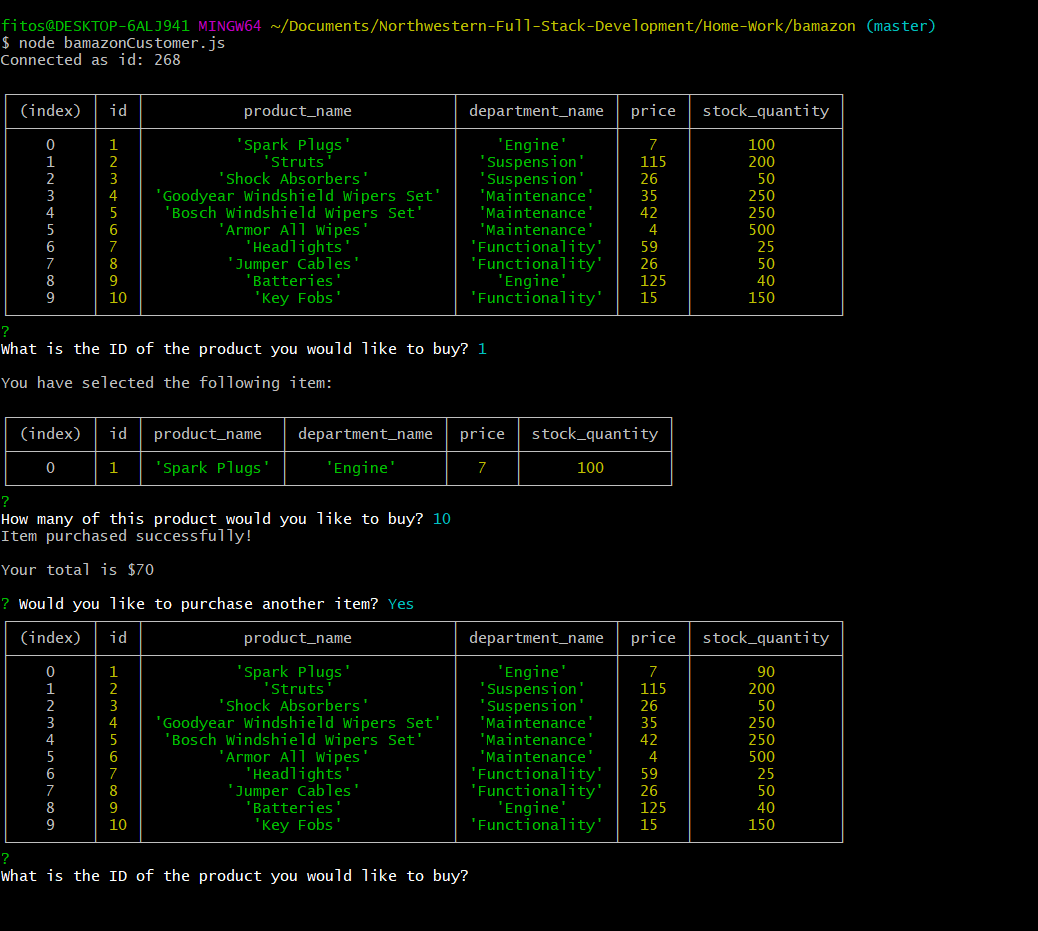 fitos@DESKTOP-6ALJ941 MINGW64 ~/Documents/Northwestern-Full-Stack-Development/Home-Work/bamazon (master)
$ node bamazonCustomer.js
Connected as id: 268
(index) id product_name department_name price stock_quantity
0 1 'Spark Plugs' 'Engine' 7 100
1 2 'Struts' 'Suspension' 115 200
2 3 'Shock Absorbers' 'Suspension' 26 50
3 4 'Goodyear Windshield Wipers Set' 'Maintenance' 35 250
4 5 'Bosch Windshield Wipers Set' 'Maintenance' 42 250
5 6 'Armor All Wipes' 'Maintenance' 4 500
6 7 'Headlights' 'Functionality' 59 25
7 8 'Jumper Cables' 'Functionality' 26 50
8 9 'Batteries' 'Engine' 125 40
9 10 'Key Fobs' 'Functionality' 15 150
?
What is the ID of the product you would like to buy? 1
You have selected the following item:
(index) id product_name department_name price stock_quantity
0 1 'Spark Plugs' 'Engine' 7 100
?
How many of this product would you like to buy? 10
Item purchased successfully!
Your total is $70
? Would you like to purchase another item? Yes
(index) id product_name department_name price stock_quantity
0 1 'Spark Plugs' 'Engine' 7 90
1 2 'Struts' 'Suspension' 115 200
2 3 'Shock Absorbers' 'Suspension' 26 50
3 4 'Goodyear Windshield Wipers Set' 'Maintenance' 35 250
4 5 'Bosch Windshield Wipers Set' 'Maintenance' 42 250
5 6 'Armor All Wipes' 'Maintenance' 4 500
6 7 'Headlights' 'Functionality' 59 25
7 8 'Jumper Cables' 'Functionality' 26 50
8 9 'Batteries' 'Engine' 125 40
9 10 'Key Fobs' 'Functionality' 15 150
?
What is the ID of the product you would like to buy?